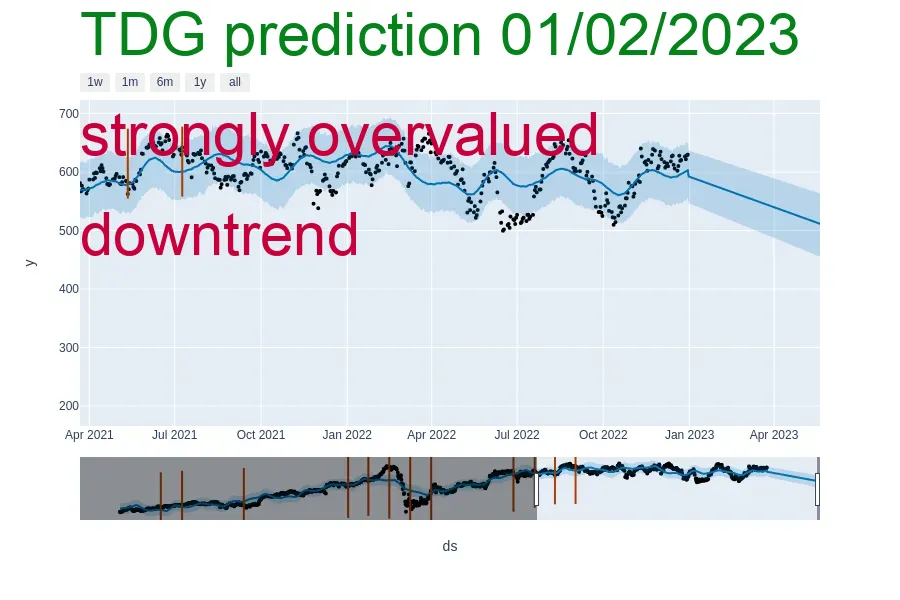 TDG prediction 01/02/2023
1w 1m 6m 1y all
strongly overvalued
downtrend
700
600
500
400
300
200
y
Apr 2021 Jul 2021 Oct 2021 Jan 2022 Apr 2022 Jul 2022 Oct 2022 Jan 2023 Apr 2023
ds